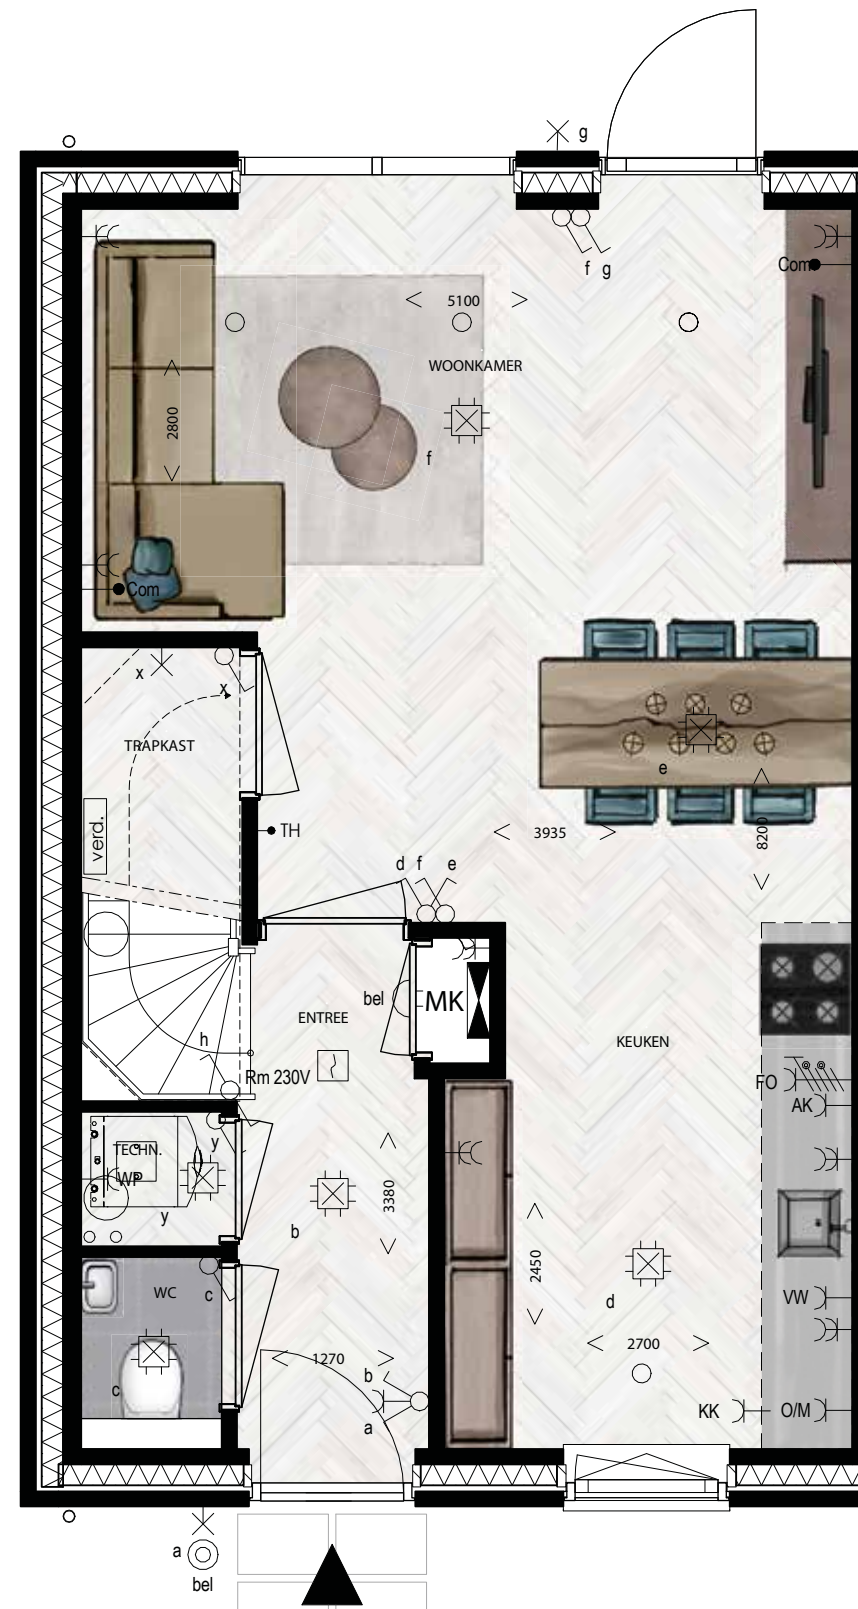 g
f g
Com
5100
WOONKAMER
2800
f
Com
x
x
TRAPKAST
e
verd.
TH
3935
8200
d f e
bel
MK
ENTREE
KEUKEN
h
Rm 230V
FO
AK
y
TECHN.
WP
3380
y
b
2450
WC
c
d
VW
1270
2700
b
c
a
KK
O/M
a
bel